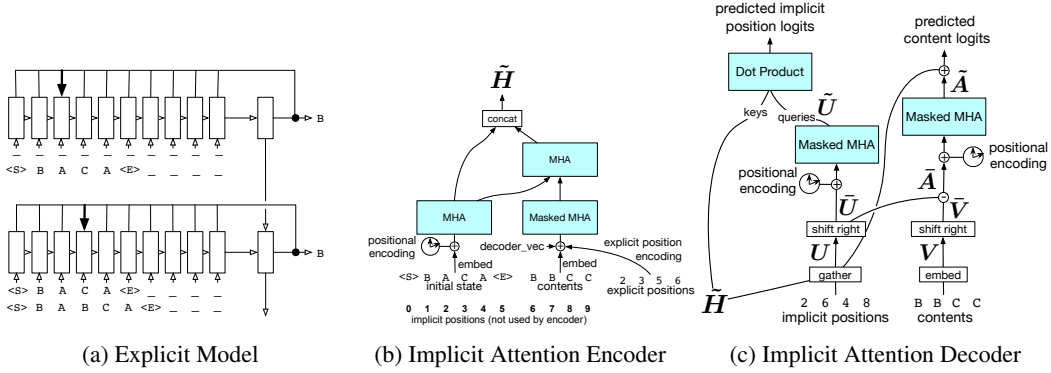 B
_ _ _ _ _ _ _ _ _
<S> B A C A <E>
B
_ _ _
<S> B A C A <E> _ _ _
<S> B A B C A <E> _ _
(a) Explicit Model
H̃
concat
MHA
MHA
Masked MHA
positional encoding
decoder_vec
explicit position encoding
embed
embed
<S> B A C A <E>
initial state
B B C C
contents
2 3 5 6
explicit positions
0 1 2 3 4 5 6 7 8 9
implicit positions (not used by encoder)
(b) Implicit Attention Encoder
predicted implicit
position logits
predicted
content logits
Dot Product
keys
queries
Ũ
Ã
Masked MHA
Masked MHA
positional
encoding
positional
encoding
Ā
Ū
V̄
shift right
shift right
U
V
gather
embed
H̃
2 6 4 8
implicit positions
B B C C
contents
(c) Implicit Attention Decoder